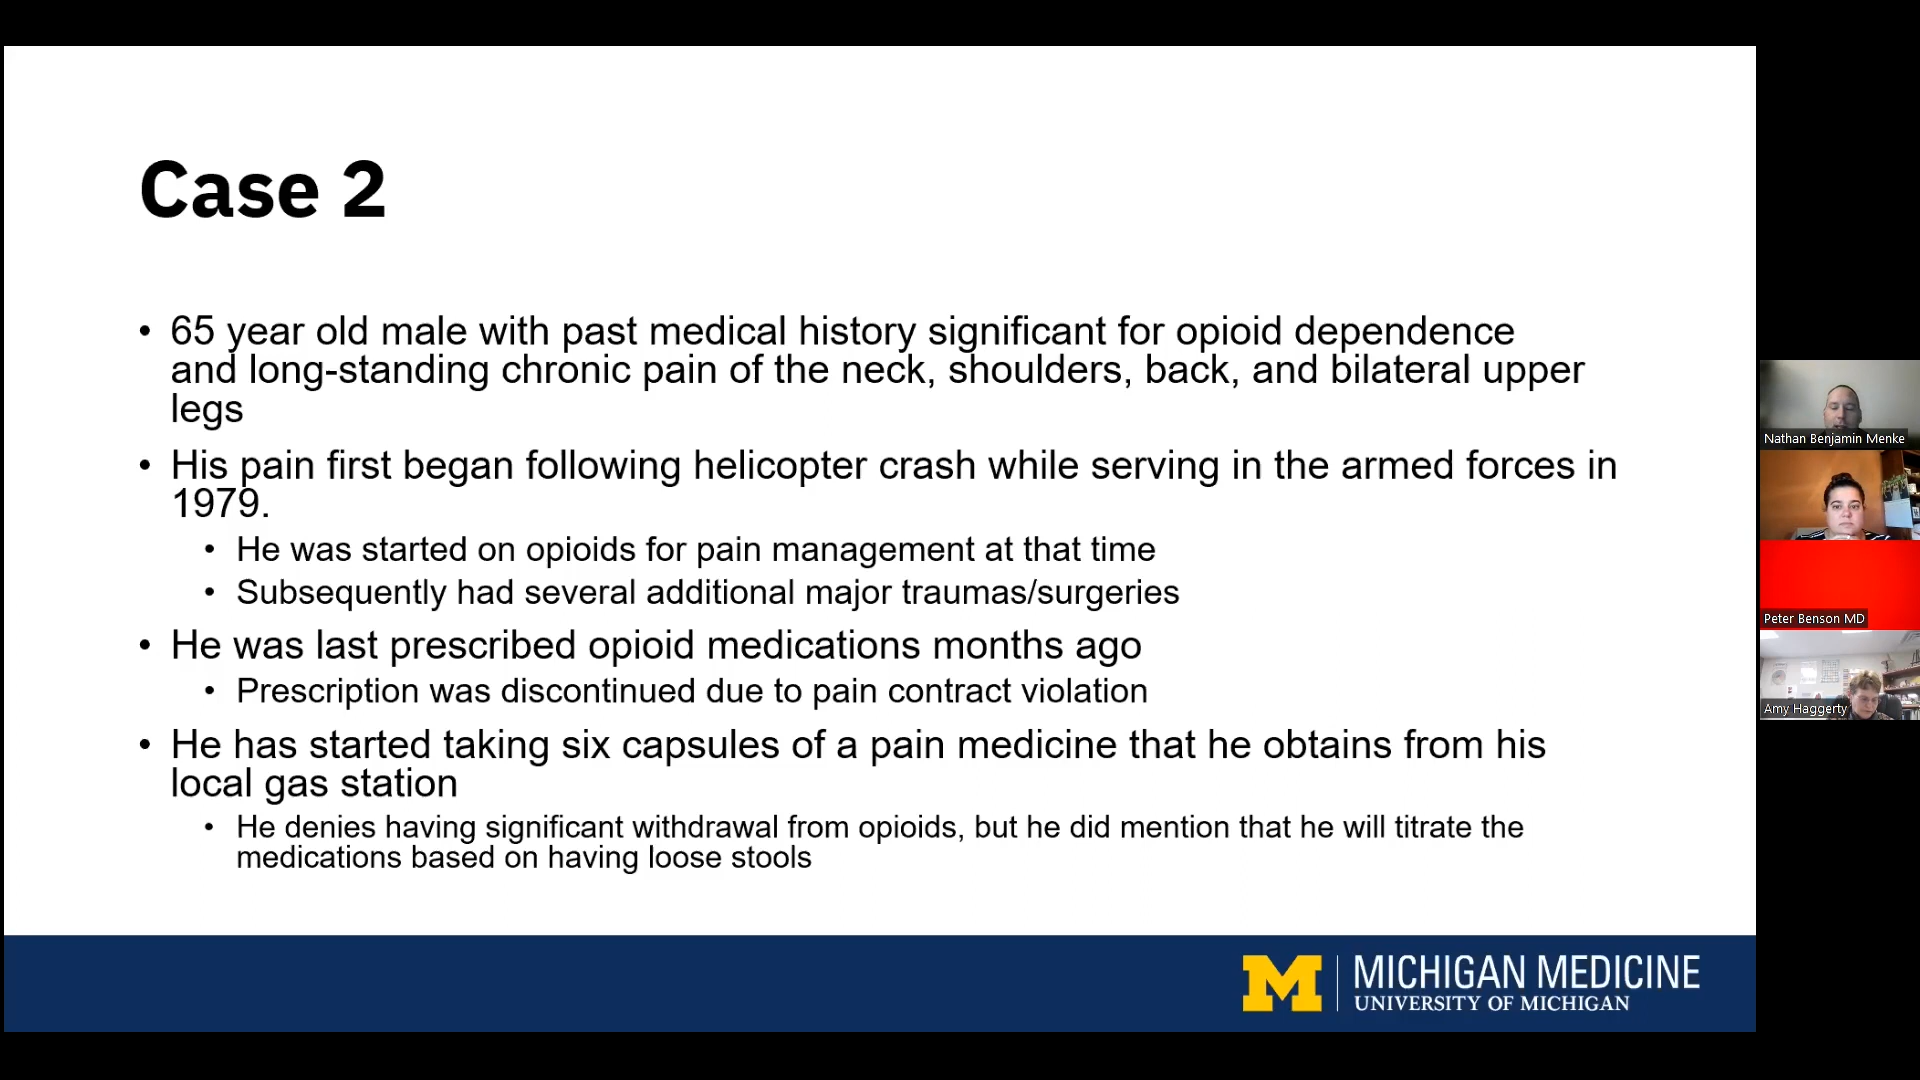 Case 2
• 65 year old male with past medical history significant for opioid dependence
and long-standing chronic pain of the neck, shoulders, back, and bilateral upper
legs
• His pain first began following helicopter crash while serving in the armed forces in
1979.
• He was started on opioids for pain management at that time
• Subsequently had several additional major traumas/surgeries
• He was last prescribed opioid medications months ago
• Prescription was discontinued due to pain contract violation
• He has started taking six capsules of a pain medicine that he obtains from his
local gas station
• He denies having significant withdrawal from opioids, but he did mention that he will titrate the
medications based on having loose stools
M
MICHIGAN MEDICINE
UNIVERSITY OF MICHIGAN
Nathan Benjamin Menke
Peter Benson MD
Amy Haggerty